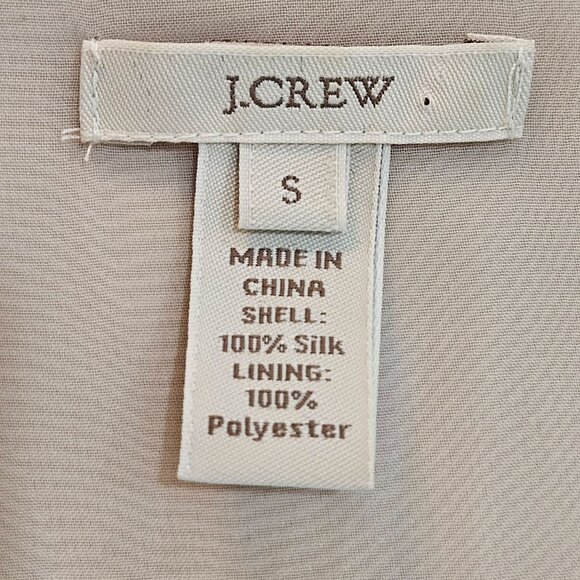 J.CREW
S
MADE IN
CHINA
SHELL:
100% Silk
LINING:
100%
Polyester